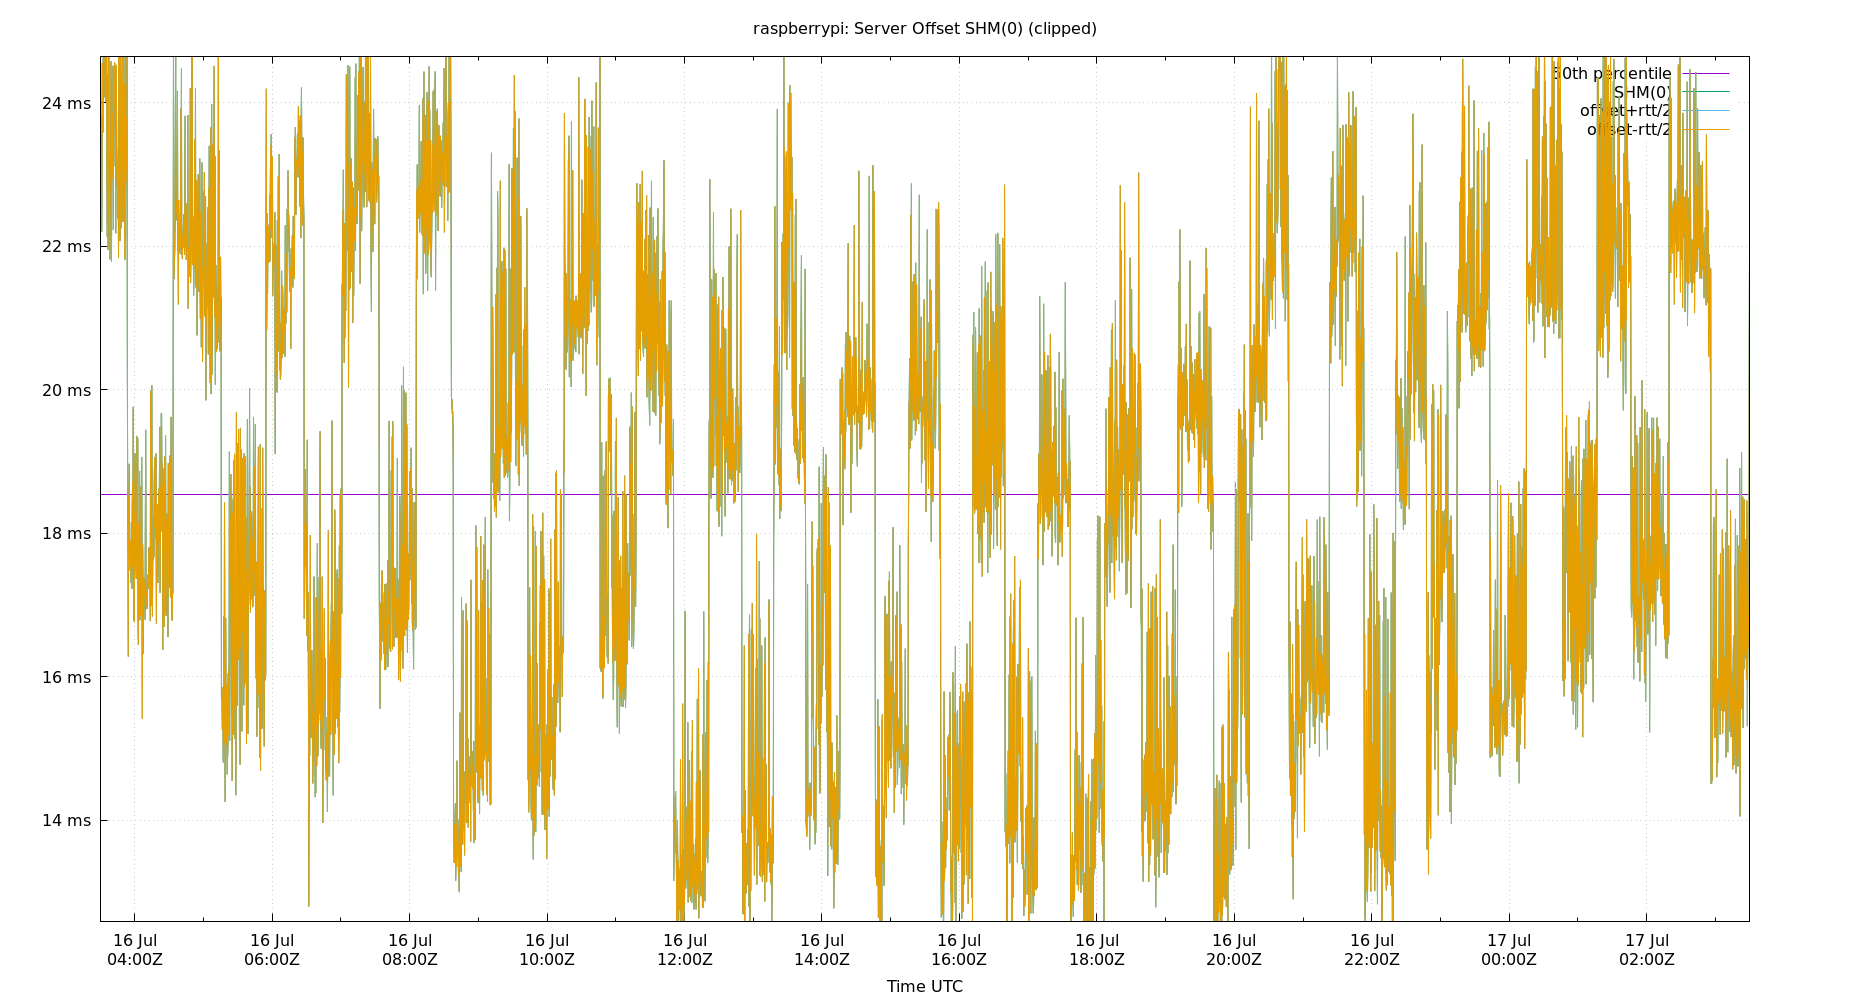 raspberrypi: Server Offset SHM(0) (clipped)
50th percentile
SHM(0)
offset+rtt/2
offset-rtt/2
24 ms
22 ms
20 ms
18 ms
16 ms
14 ms
16 Jul 16 Jul 16 Jul 16 Jul 16 Jul 16 Jul 16 Jul 16 Jul 16 Jul 16 Jul 17 Jul 17 Jul
04:00Z 06:00Z 08:00Z 10:00Z 12:00Z 14:00Z 16:00Z 18:00Z 20:00Z 22:00Z 00:00Z 02:00Z
Time UTC